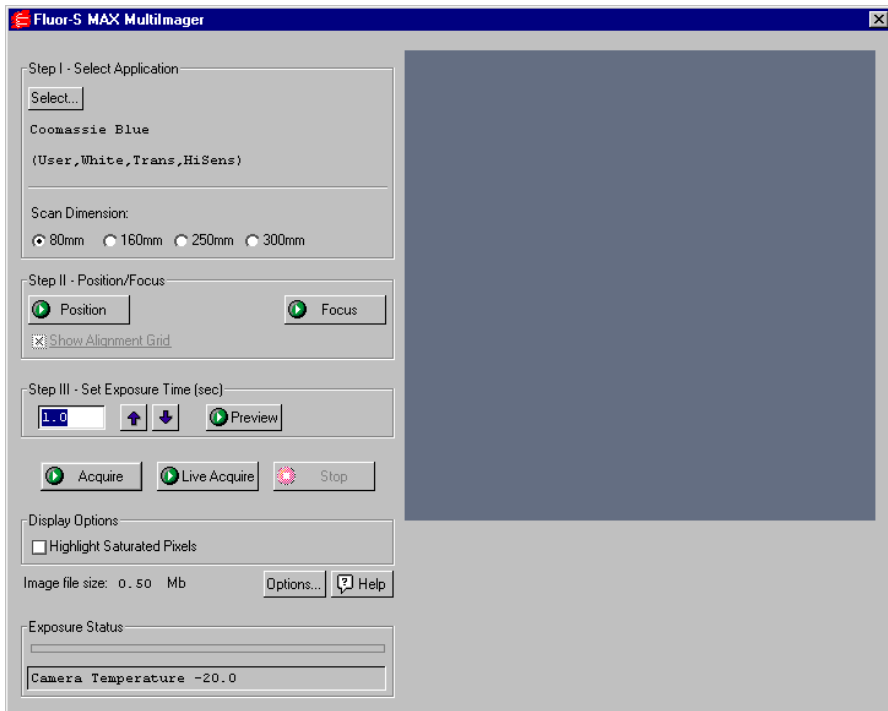 Fluor-S MAX MultiImager
Step I - Select Application
Select...
Coomassie Blue
(User,White,Trans,HiSens)
Scan Dimension:
80mm 160mm 250mm 300mm
Step II - Position/Focus
Position Focus
Show Alignment Grid
Step III - Set Exposure Time (sec)
1.0 Preview
Acquire Live Acquire Stop
Display Options
Highlight Saturated Pixels
Image file size: 0.50 Mb Options... Help
Exposure Status
Camera Temperature -20.0